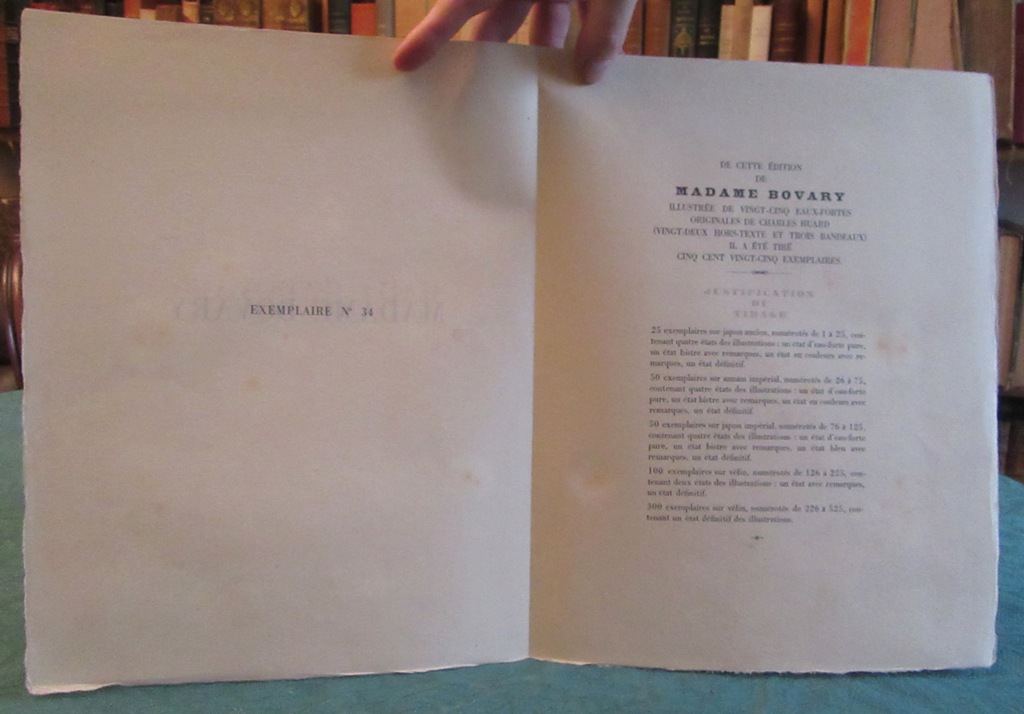 EXEMPLAIRE N° 34
DE CETTE ÉDITION
DE
MADAME BOVARY
ILLUSTRÉE DE VINGT-CINQ EAUX-FORTES
ORIGINALES DE CHARLES HUARD
(VINGT-DEUX HORS-TEXTE ET TROIS BANDEAUX)
IL A ÉTÉ TIRÉ
CINQ CENT VINGT-CINQ EXEMPLAIRES
JUSTIFICATION
DU
TIRAGE
25 exemplaires sur japon ancien, numérotés de 1 à 25, con-
tenant quatre états des illustrations : un état d'eau-forte pure,
un état bistre avec remarques, un état en couleurs avec re-
marques, un état définitif.
50 exemplaires sur annam impérial, numérotés de 26 à 75,
contenant quatre états des illustrations : un état d'eau-forte
pure, un état bistre avec remarques, un état en couleurs avec
remarques, un état définitif.
50 exemplaires sur japon impérial, numérotés de 76 à 125,
contenant quatre états des illustrations : un état d'eau-forte
pure, un état bistre avec remarques, un état bleu avec
remarques, un état définitif.
100 exemplaires sur vélin, numérotés de 126 à 225, con-
tenant deux états des illustrations : un état avec remarques,
un état définitif.
300 exemplaires sur vélin, numérotés de 226 à 525, con-
tenant un état définitif des illustrations.